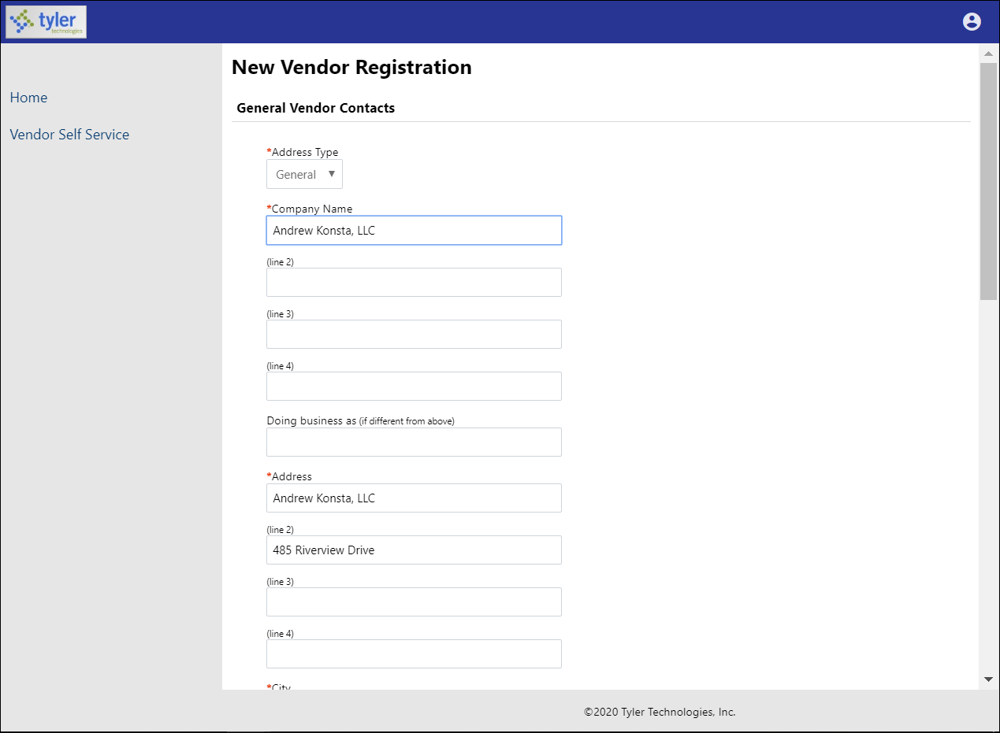 tyler
technologies
Home
Vendor Self Service
New Vendor Registration
General Vendor Contacts
*Address Type
General
*Company Name
Andrew Konsta, LLC
(line 2)
(line 3)
(line 4)
Doing business as (if different from above)
*Address
Andrew Konsta, LLC
(line 2)
485 Riverview Drive
(line 3)
(line 4)
*City
©2020 Tyler Technologies, Inc.